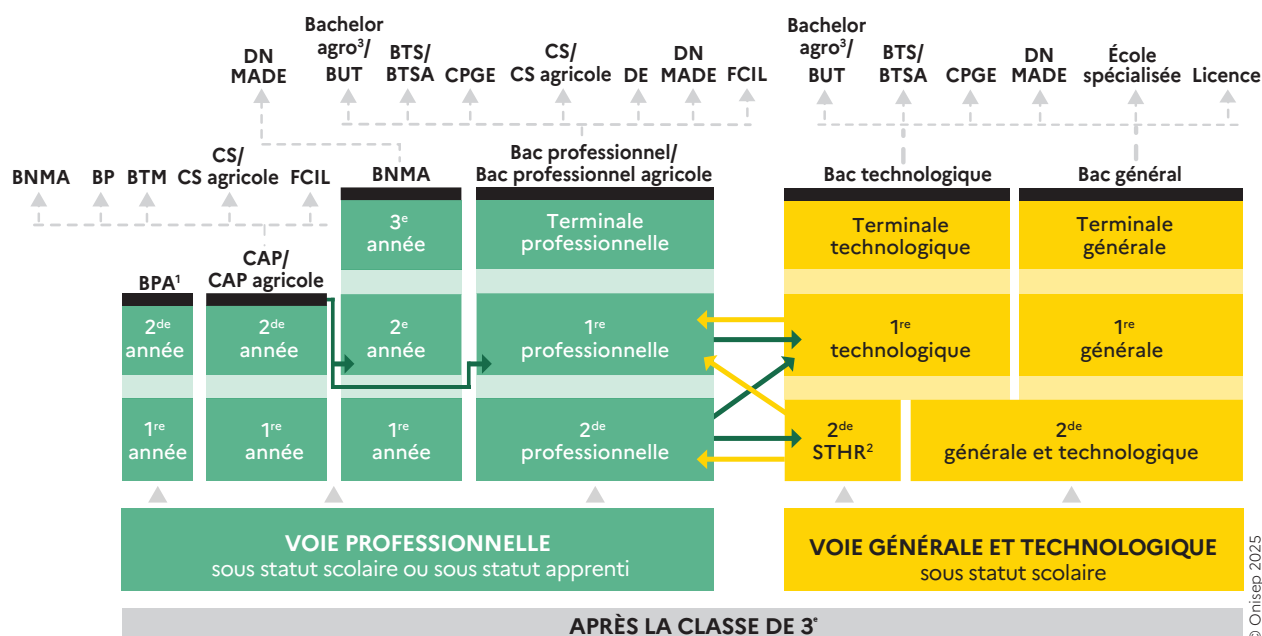 DN
MADE
Bachelor
agro³/
BUT
BTS/
BTSA
CPGE
CS/
CS agricole
DE
DN
MADE
FCIL
Bachelor
agro³/
BUT
BTS/
BTSA
CPGE
DN
MADE
École
spécialisée
Licence
BNMA
BP
BTM
CS/
CS agricole
FCIL
BNMA
Bac professionnel/
Bac professionnel agricole
Bac technologique
Bac général
3e
année
Terminale
professionnelle
Terminale
technologique
Terminale
générale
BPA¹
CAP/
CAP agricole
2de
année
2de
année
2e
année
1re
professionnelle
1re
technologique
1re
générale
1re
année
1re
année
1re
année
2de
professionnelle
2de
STHR²
2de
générale et technologique
VOIE PROFESSIONNELLE
sous statut scolaire ou sous statut apprenti
VOIE GÉNÉRALE ET TECHNOLOGIQUE
sous statut scolaire
APRÈS LA CLASSE DE 3e
© Onisep 2025